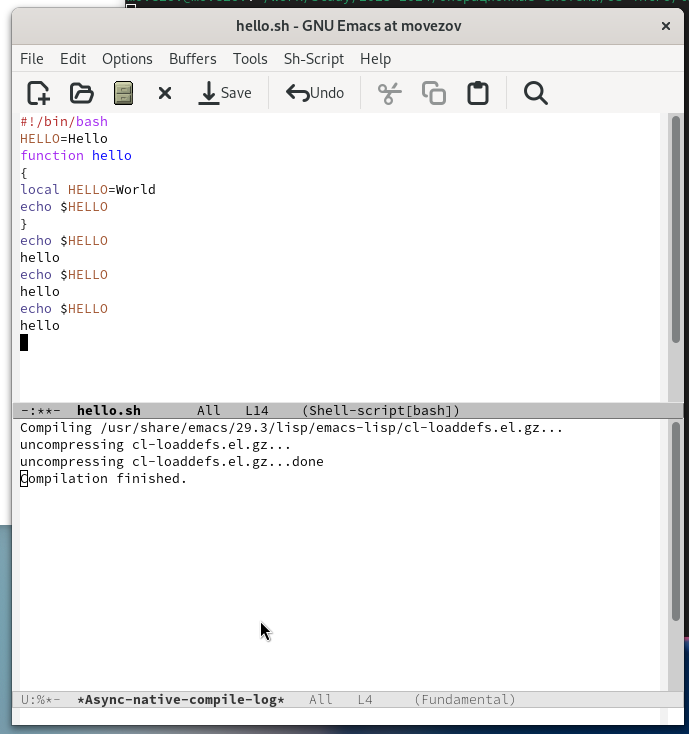 hello.sh - GNU Emacs at movezov
File Edit Options Buffers Tools Sh-Script Help
Save Undo
#!/bin/bash
HELLO=Hello
function hello
{
local HELLO=World
echo $HELLO
}
echo $HELLO
hello
echo $HELLO
hello
echo $HELLO
hello
-:**- hello.sh All L14 (Shell-script[bash])
Compiling /usr/share/emacs/29.3/lisp/emacs-lisp/cl-loaddefs.el.gz...
uncompressing cl-loaddefs.el.gz...
uncompressing cl-loaddefs.el.gz...done
Compilation finished.
U:%*- *Async-native-compile-log* All L4 (Fundamental)